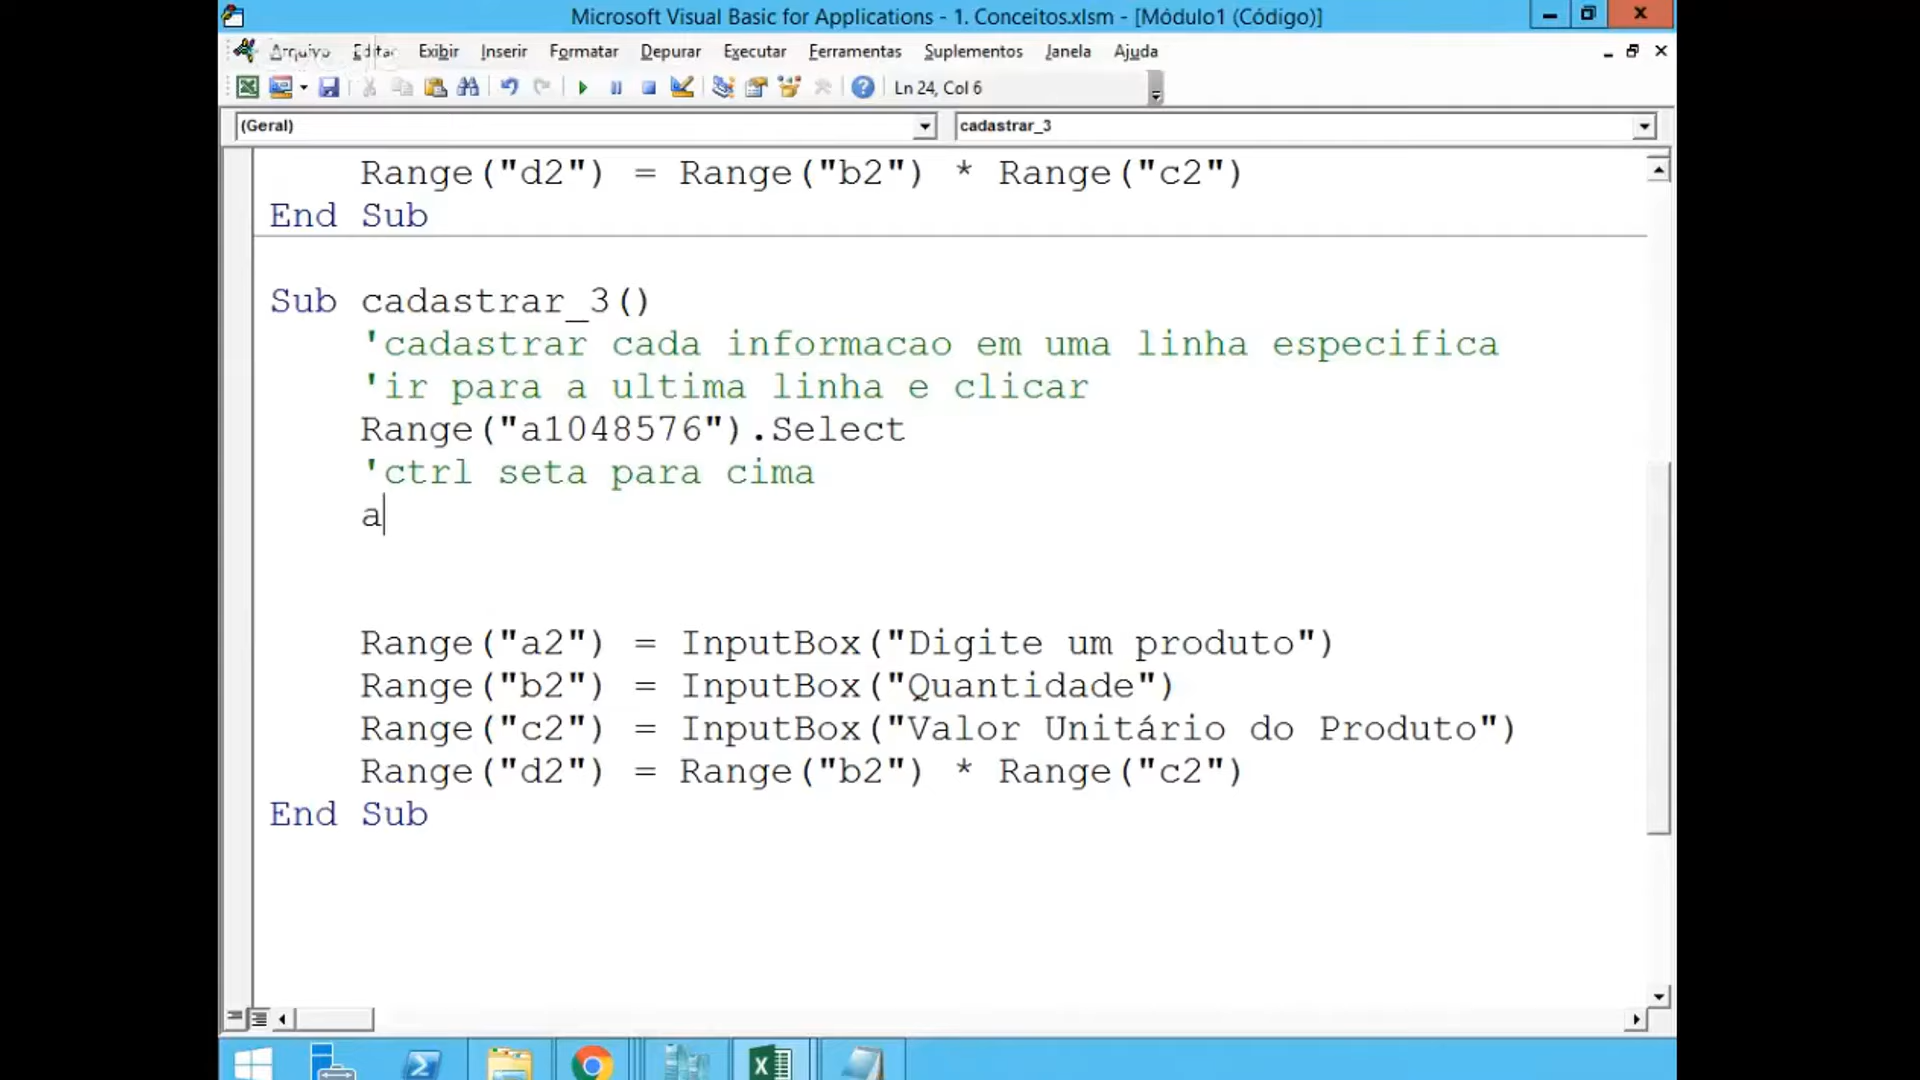 Microsoft Visual Basic for Applications - 1. Conceitos.xlsm - [Módulo1 (Código)]
Arquivo Editar Exibir Inserir Formatar Depurar Executar Ferramentas Suplementos Janela Ajuda
Ln 24, Col 6
(Geral) cadastrar_3
Range("d2") = Range("b2") * Range("c2")
End Sub
Sub cadastrar_3()
'cadastrar cada informacao em uma linha especifica
'ir para a ultima linha e clicar
Range("a1048576").Select
'ctrl seta para cima
a
Range("a2") = InputBox("Digite um produto")
Range("b2") = InputBox("Quantidade")
Range("c2") = InputBox("Valor Unitário do Produto")
Range("d2") = Range("b2") * Range("c2")
End Sub